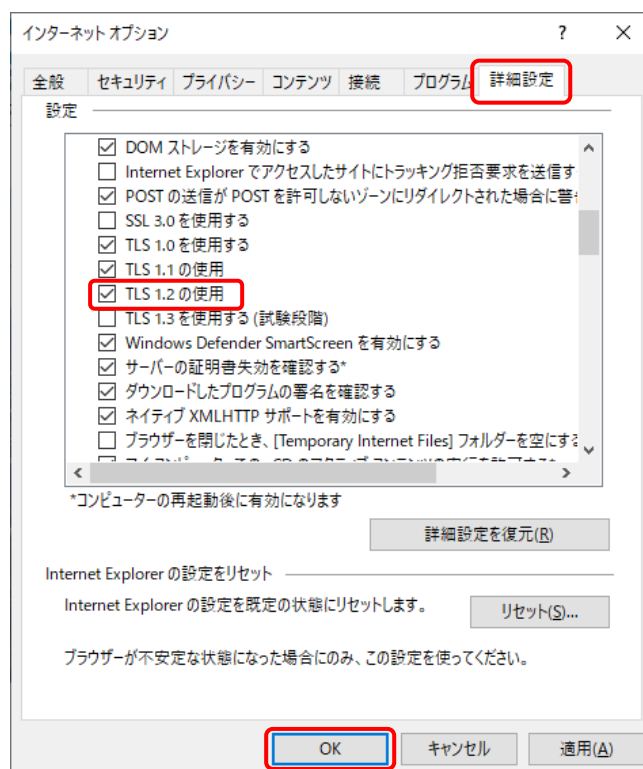 インターネット オプション ? ×
全般 セキュリティ プライバシー コンテンツ 接続 プログラム 詳細設定
設定
DOM ストレージを有効にする
Internet Explorer でアクセスしたサイトにトラッキング拒否要求を送信す
POST の送信が POST を許可しないゾーンにリダイレクトされた場合に警
SSL 3.0 を使用する
TLS 1.0 を使用する
TLS 1.1 の使用
TLS 1.2 の使用
TLS 1.3 を使用する (試験段階)
Windows Defender SmartScreen を有効にする
サーバーの証明書失効を確認する*
ダウンロードしたプログラムの署名を確認する
ネイティブ XMLHTTP サポートを有効にする
ブラウザーを閉じたとき、[Temporary Internet Files] フォルダーを空にする
*コンピューターの再起動後に有効になります
詳細設定を復元(R)
Internet Explorer の設定をリセット
Internet Explorer の設定を既定の状態にリセットします。
リセット(S)...
ブラウザーが不安定な状態になった場合にのみ、この設定を使ってください。
OK キャンセル 適用(A)